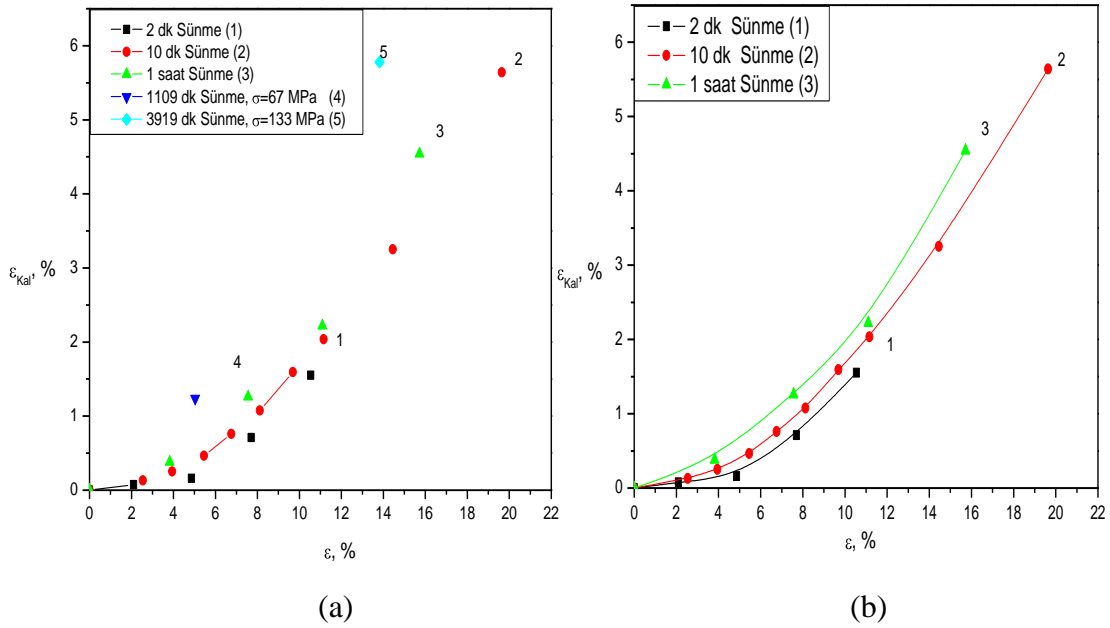 2 dk Sünme (1)
10 dk Sünme (2)
1 saat Sünme (3)
1109 dk Sünme, σ=67 MPa (4)
3919 dk Sünme, σ=133 MPa (5)
6
5
4
3
2
1
0
εKal, %
5
2
3
1
4
0 2 4 6 8 10 12 14 16 18 20 22
ε, %
(a)
2 dk Sünme (1)
10 dk Sünme (2)
1 saat Sünme (3)
6
5
4
3
2
1
0
εKal, %
2
3
1
0 2 4 6 8 10 12 14 16 18 20 22
ε, %
(b)